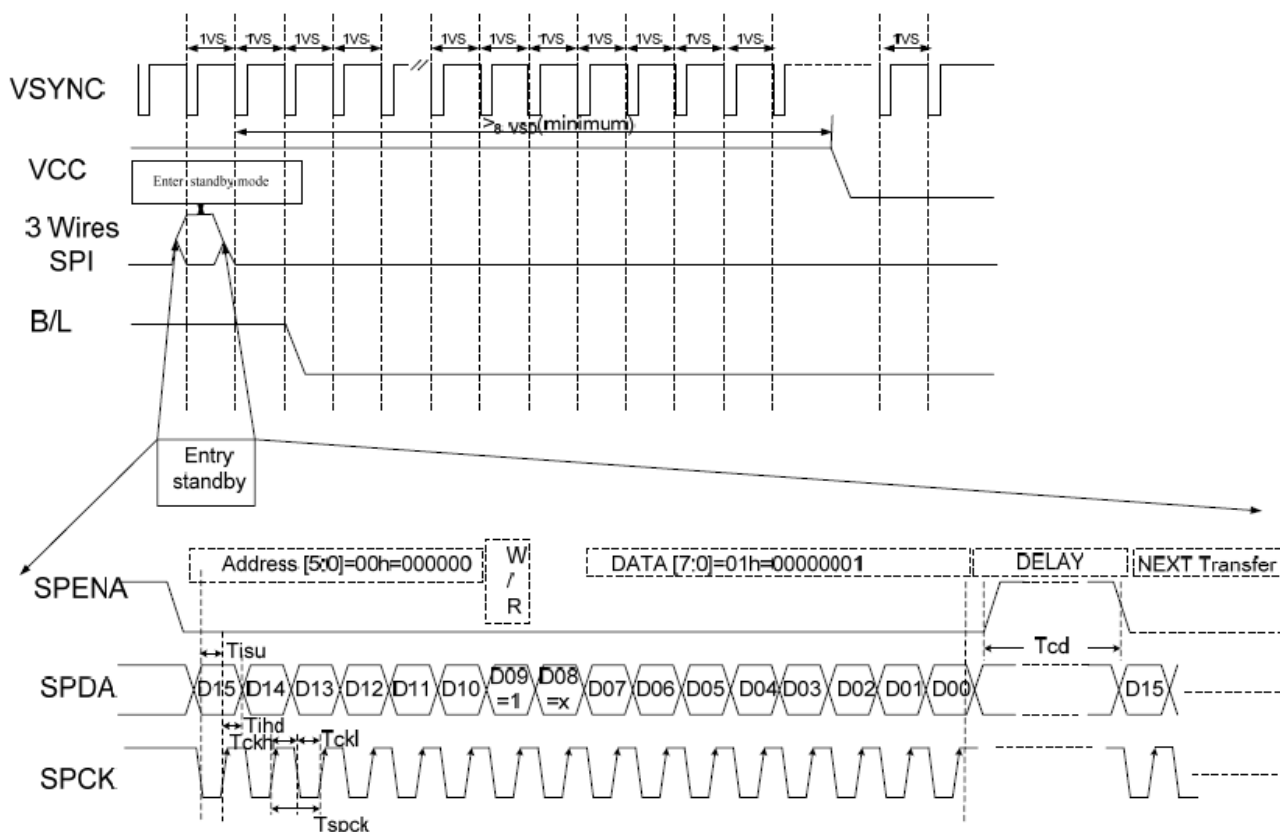 1VS 1VS 1VS 1VS 1VS 1VS 1VS 1VS 1VS 1VS 1VS 1VS
VSYNC
>8 VSD(minimum)
VCC
Enter standby mode
3 Wires
SPI
B/L
Entry
standby
Address [5:0]=00h=000000
W
/
R
DATA [7:0]=01h=00000001
DELAY
NEXT Transfer
SPENA
Tisu
Tcd
SPDA
D15 D14 D13 D12 D11 D10 D09 =1 D08 =x D07 D06 D05 D04 D03 D02 D01 D00 D15
Tihd
Tckh Tckl
SPCK
Tspck